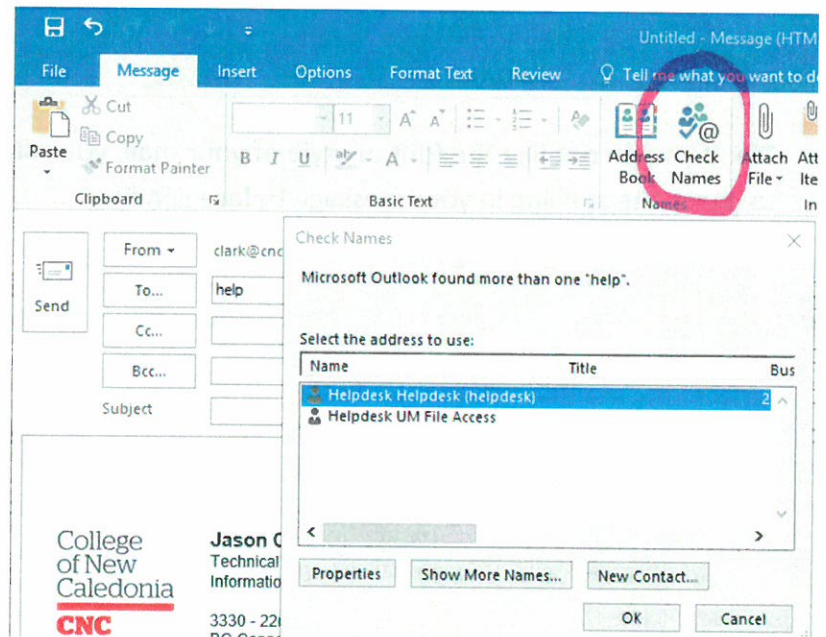 Untitled - Message (HTM
File Message Insert Options Format Text Review Tell me what you want to do
Cut
Copy
Format Painter
Paste
11 A A
B I U aby A
Address Book
Check Names
Attach File
Att
Ite
Clipboard
Basic Text
Names
In
From
clark@cnc
Send
To...
help
Cc...
Bcc...
Subject
Check Names
Microsoft Outlook found more than one "help".
Select the address to use:
Name Title Bus
Helpdesk Helpdesk (helpdesk) 2
Helpdesk UM File Access
Properties Show More Names... New Contact...
OK Cancel
College
of New
Caledonia
CNC
Jason C
Technical
Informatio
3330 - 22